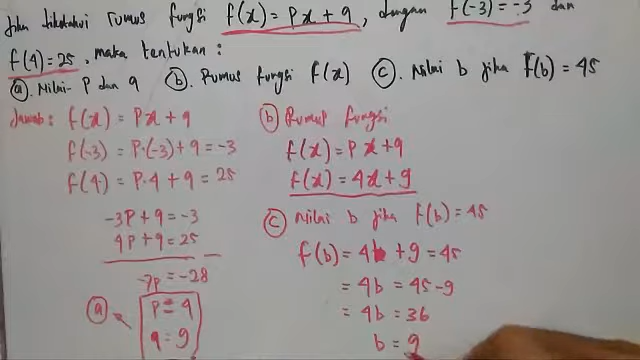 Jika diketahui rumus fungsi f(x) = Px + q, dengan f(-3) = -3 dan
f(4) = 25, maka tentukan :
a. Nilai P dan q b. Rumus fungsi f(x) c. Nilai b jika f(b) = 45
Jawab : f(x) = Px + q
f(-3) = P·(-3) + q = -3
f(4) = P·4 + q = 25
-3P + q = -3
4P + q = 25
-7P = -28
a P = 4
q = 9
b Rumus fungsi
f(x) = Px + q
f(x) = 4x + 9
c Nilai b jika f(b) = 45
f(b) = 4b + 9 = 45
= 4b = 45 - 9
= 4b = 36
b = 9